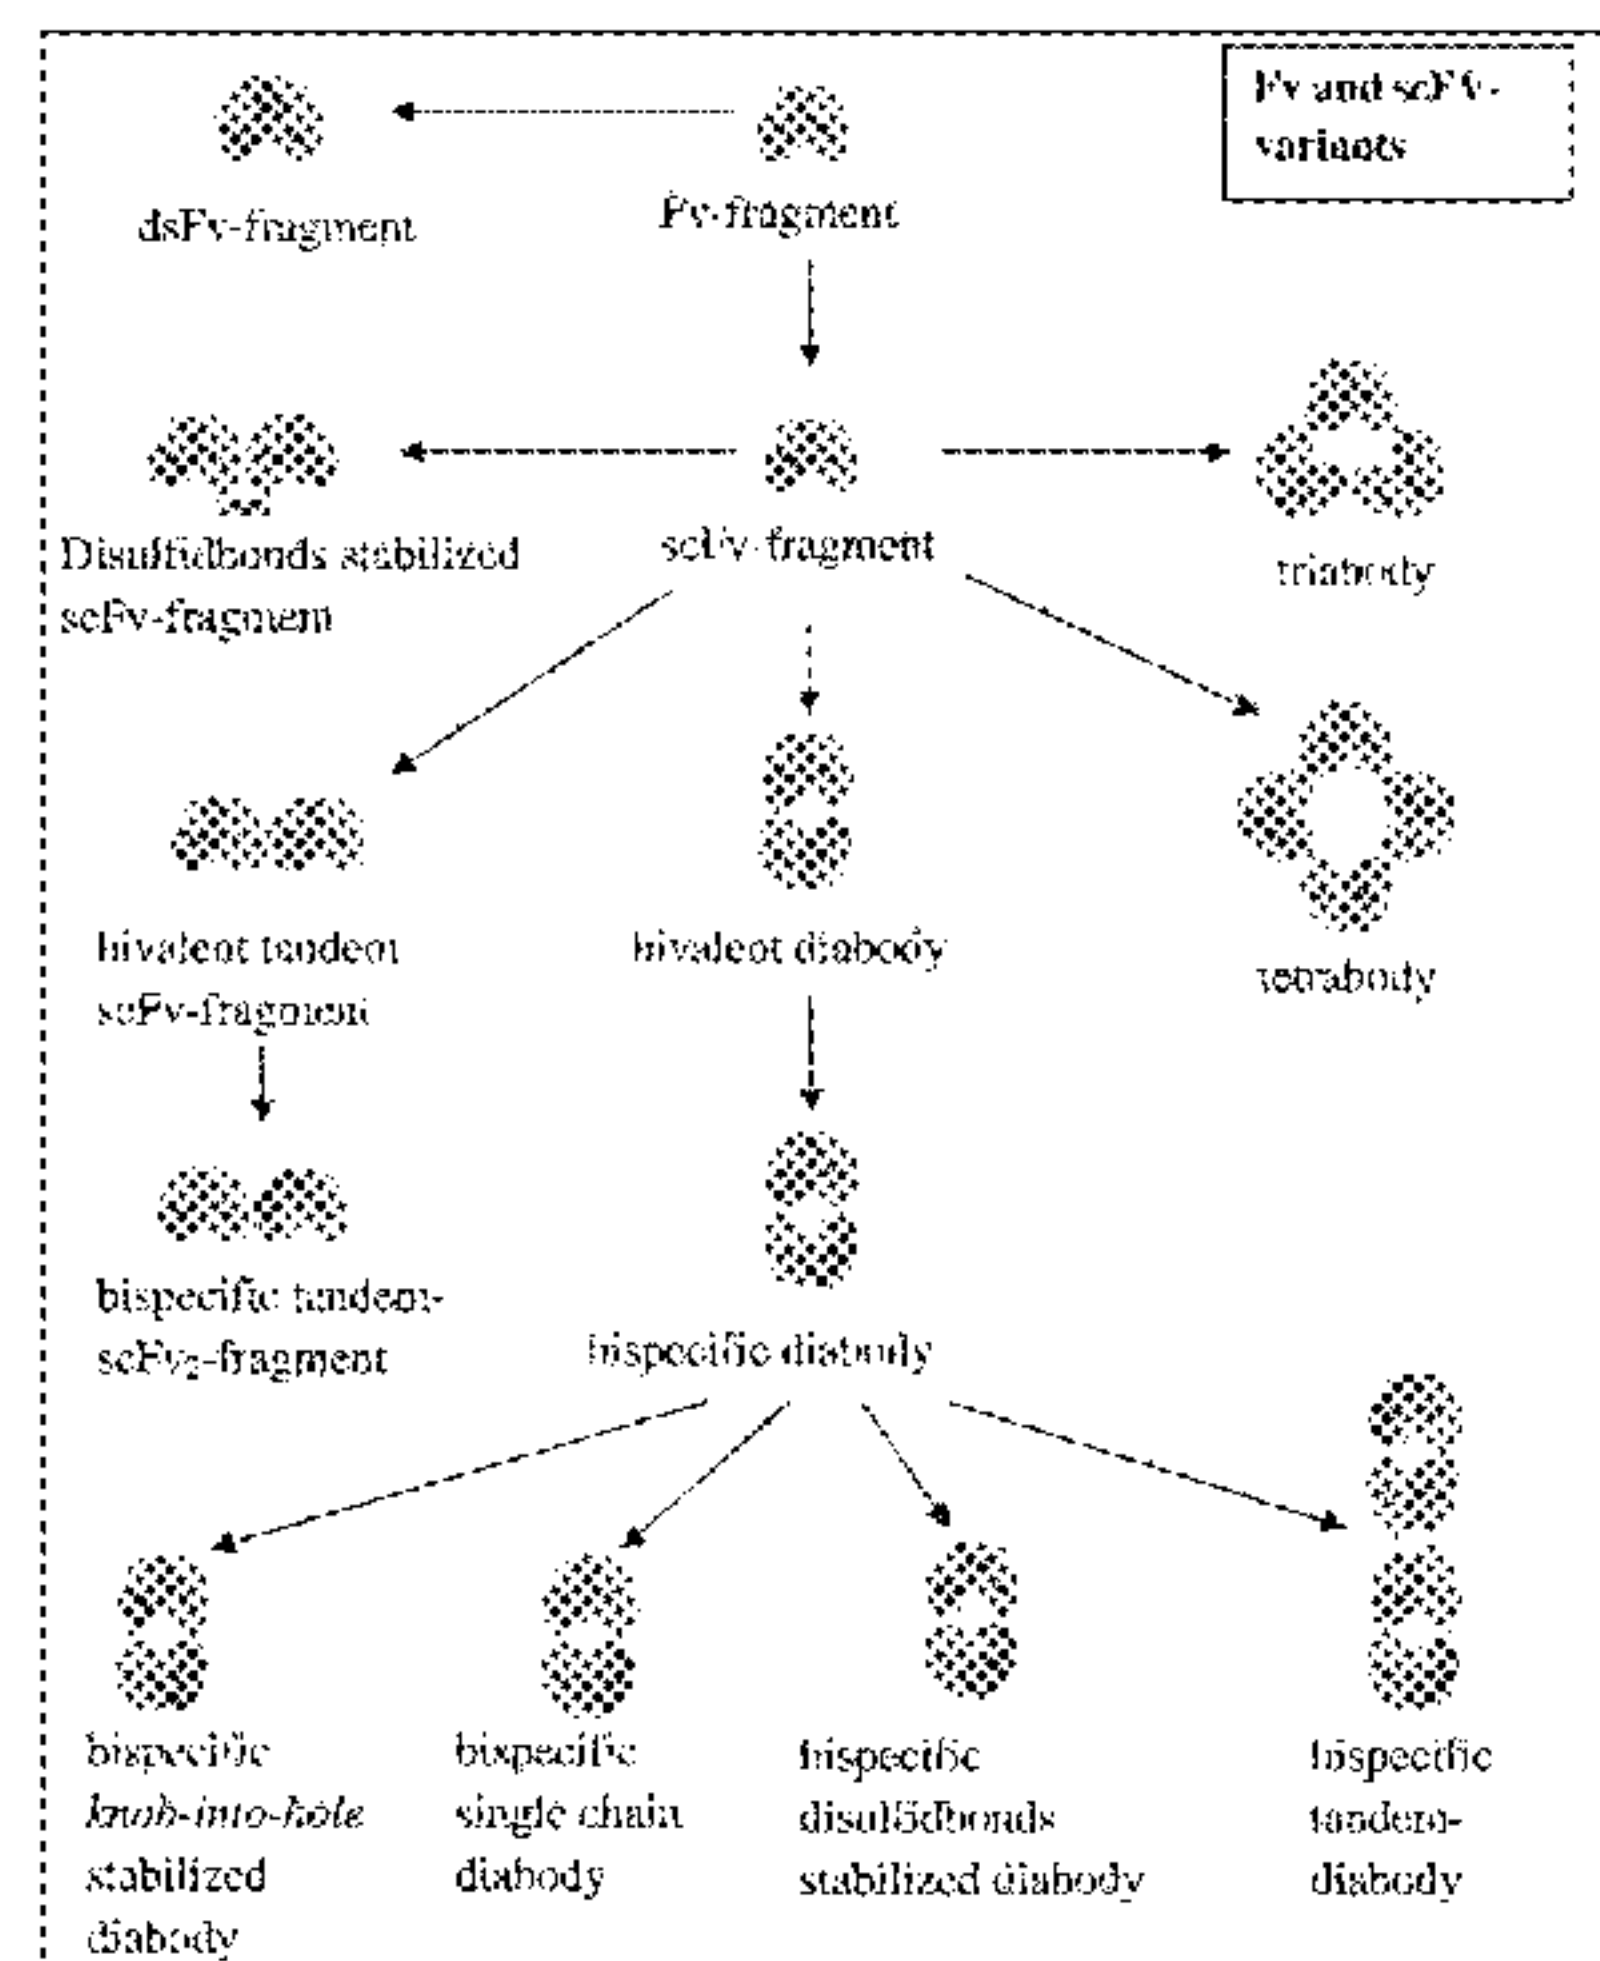 Fv and scFV-
variants
dsFv-fragment
Fv-fragment
Disulfidbonds stabilized
scFv-fragment
scFv-fragment
triabody
bivalent tandem
scFv-fragment
bivalent diabody
tetrabody
bispecific tandem-
scFv₂-fragment
bispecific diabody
bispecific
knob-into-hole
stabilized
diabody
bispecific
single chain
diabody
bispecific
disulfidbonds
stabilized diabody
bispecific
tandem-
diabody